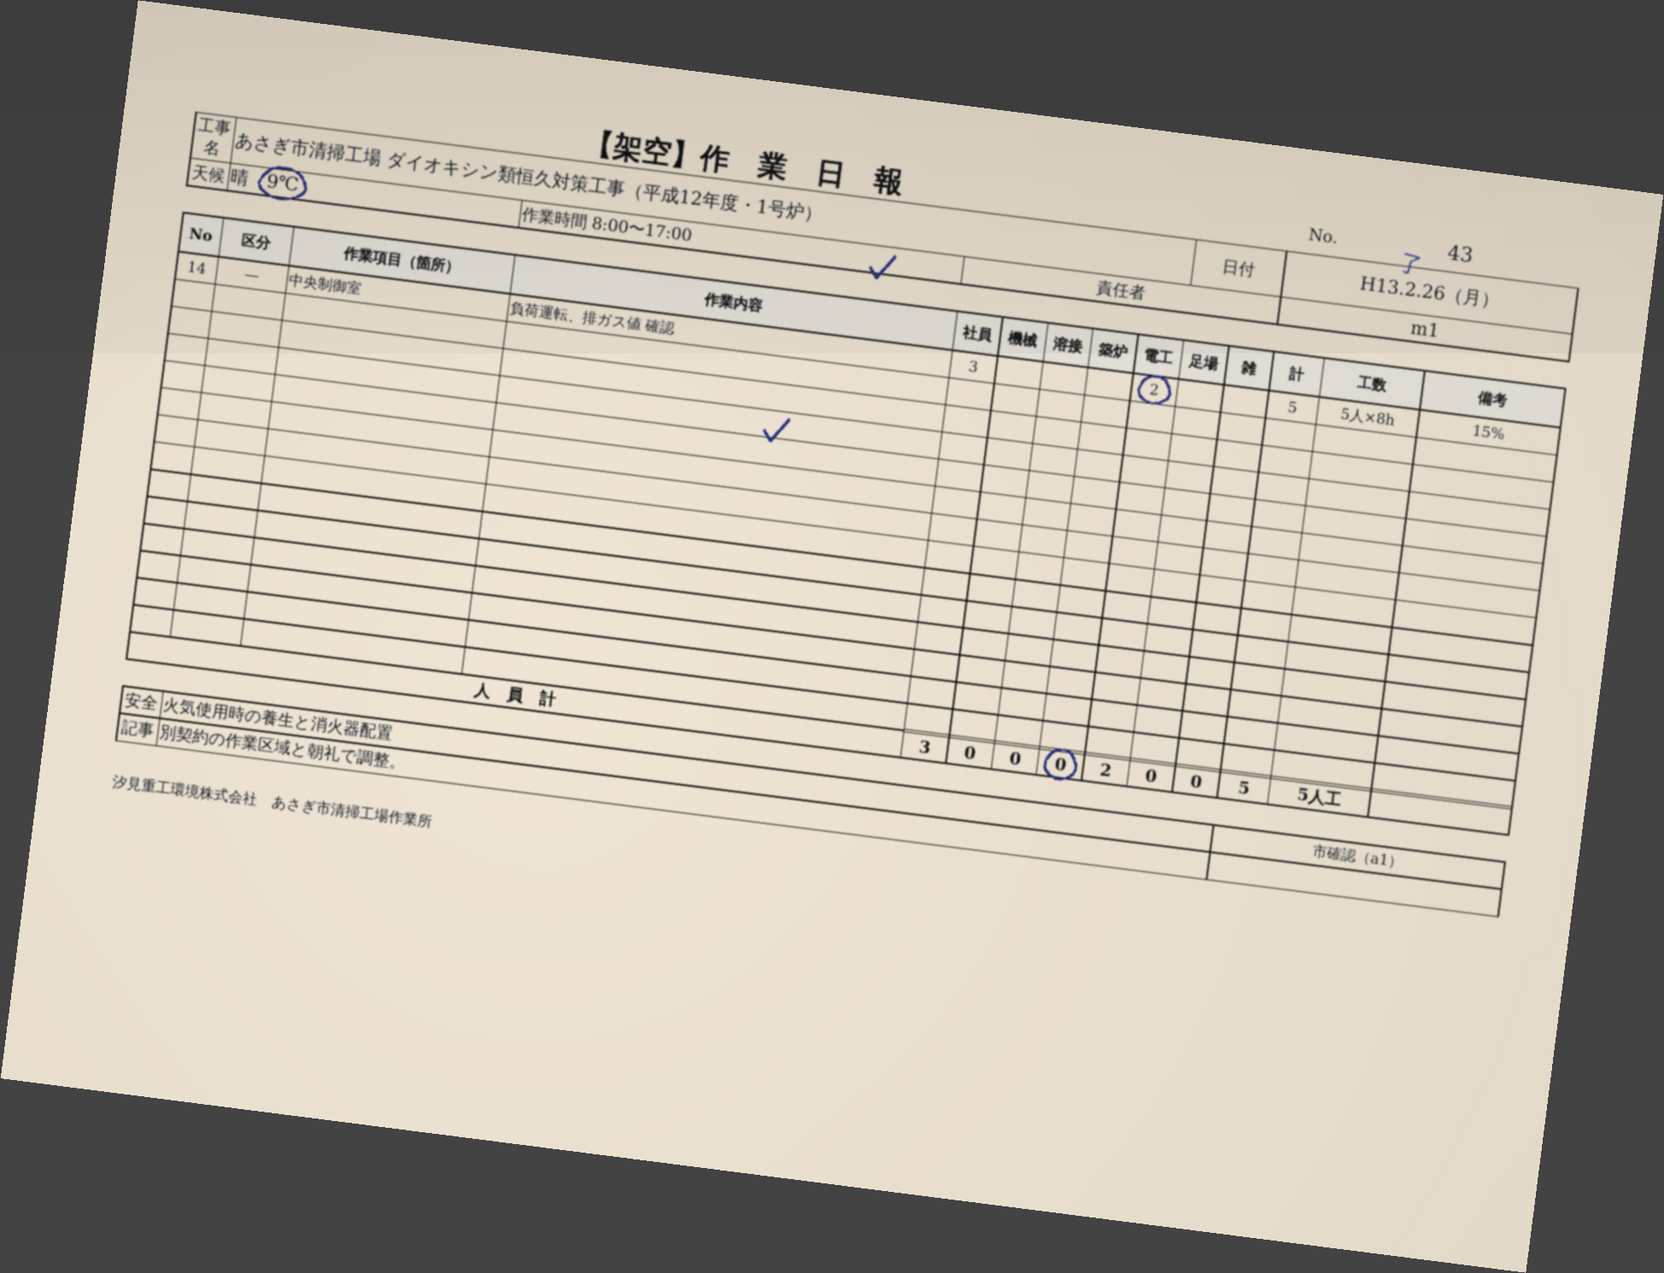 【架空】作 業 日 報
No. 43
工事名 あさぎ市清掃工場 ダイオキシン類恒久対策工事（平成12年度・1号炉） 日付 H13.2.26（月）
天候 晴 9℃ 作業時間 8:00〜17:00 責任者 m1
No 区分 作業項目（箇所） 作業内容 社員 機械 溶接 築炉 電工 足場 雑 計 工数 備考
14 — 中央制御室 負荷運転、排ガス値 確認 3 2 5 5人×8h 15%
人 員 計 3 0 0 0 2 0 0 5 5人工
安全 火気使用時の養生と消火器配置 市確認（a1）
記事 別契約の作業区域と朝礼で調整。
汐見重工環境株式会社 あさぎ市清掃工場作業所